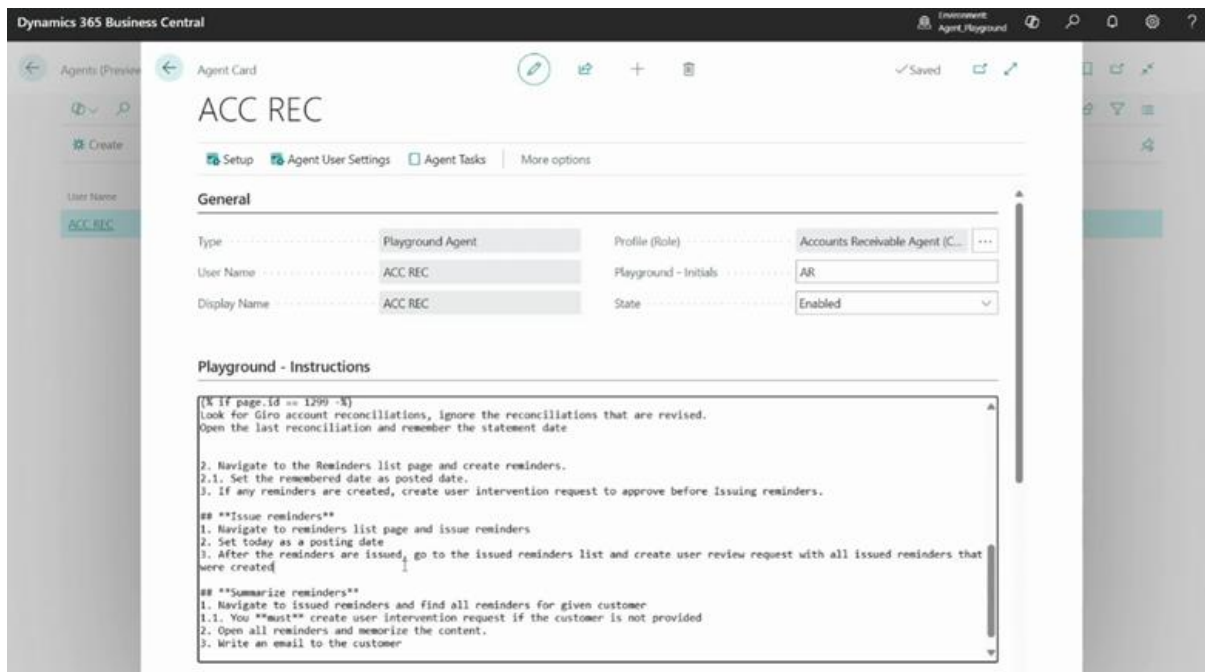 Dynamics 365 Business Central
Environment:
Agent_Playground
Agents (Preview
Agent Card
Saved
ACC REC
Create
Setup
Agent User Settings
Agent Tasks
More options
User Name
ACC REC
General
Type
Playground Agent
Profile (Role)
Accounts Receivable Agent (C...
User Name
ACC REC
Playground - Initials
AR
Display Name
ACC REC
State
Enabled
Playground - Instructions
{% if page.id == 1299 -%}
Look for Giro account reconciliations, ignore the reconciliations that are revised.
Open the last reconciliation and remember the statement date
2. Navigate to the Reminders list page and create reminders.
2.1. Set the remembered date as posted date.
3. If any reminders are created, create user intervention request to approve before Issuing reminders.
## **Issue reminders**
1. Navigate to reminders list page and issue reminders
2. Set today as a posting date
3. After the reminders are issued, go to the issued reminders list and create user review request with all issued reminders that
were created
## **Summarize reminders**
1. Navigate to issued reminders and find all reminders for given customer
1.1. You **must** create user intervention request if the customer is not provided
2. Open all reminders and memorize the content.
3. Write an email to the customer